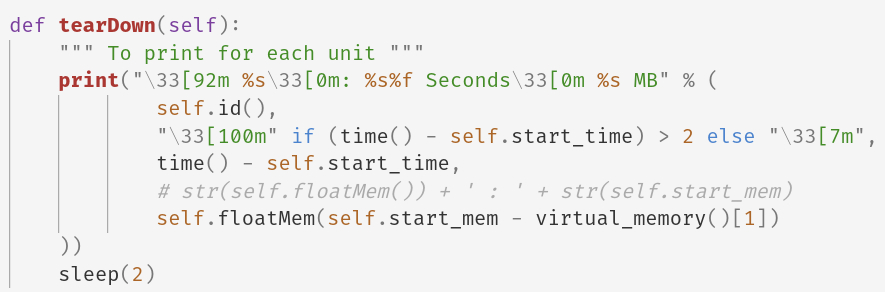 def tearDown(self):
    """ To print for each unit """
    print("\33[92m %s\33[0m: %s%f Seconds\33[0m %s MB" % (
            self.id(),
            "\33[100m" if (time() - self.start_time) > 2 else "\33[7m",
            time() - self.start_time,
            # str(self.floatMem()) + ' : ' + str(self.start_mem)
            self.floatMem(self.start_mem - virtual_memory()[1])
    ))
    sleep(2)